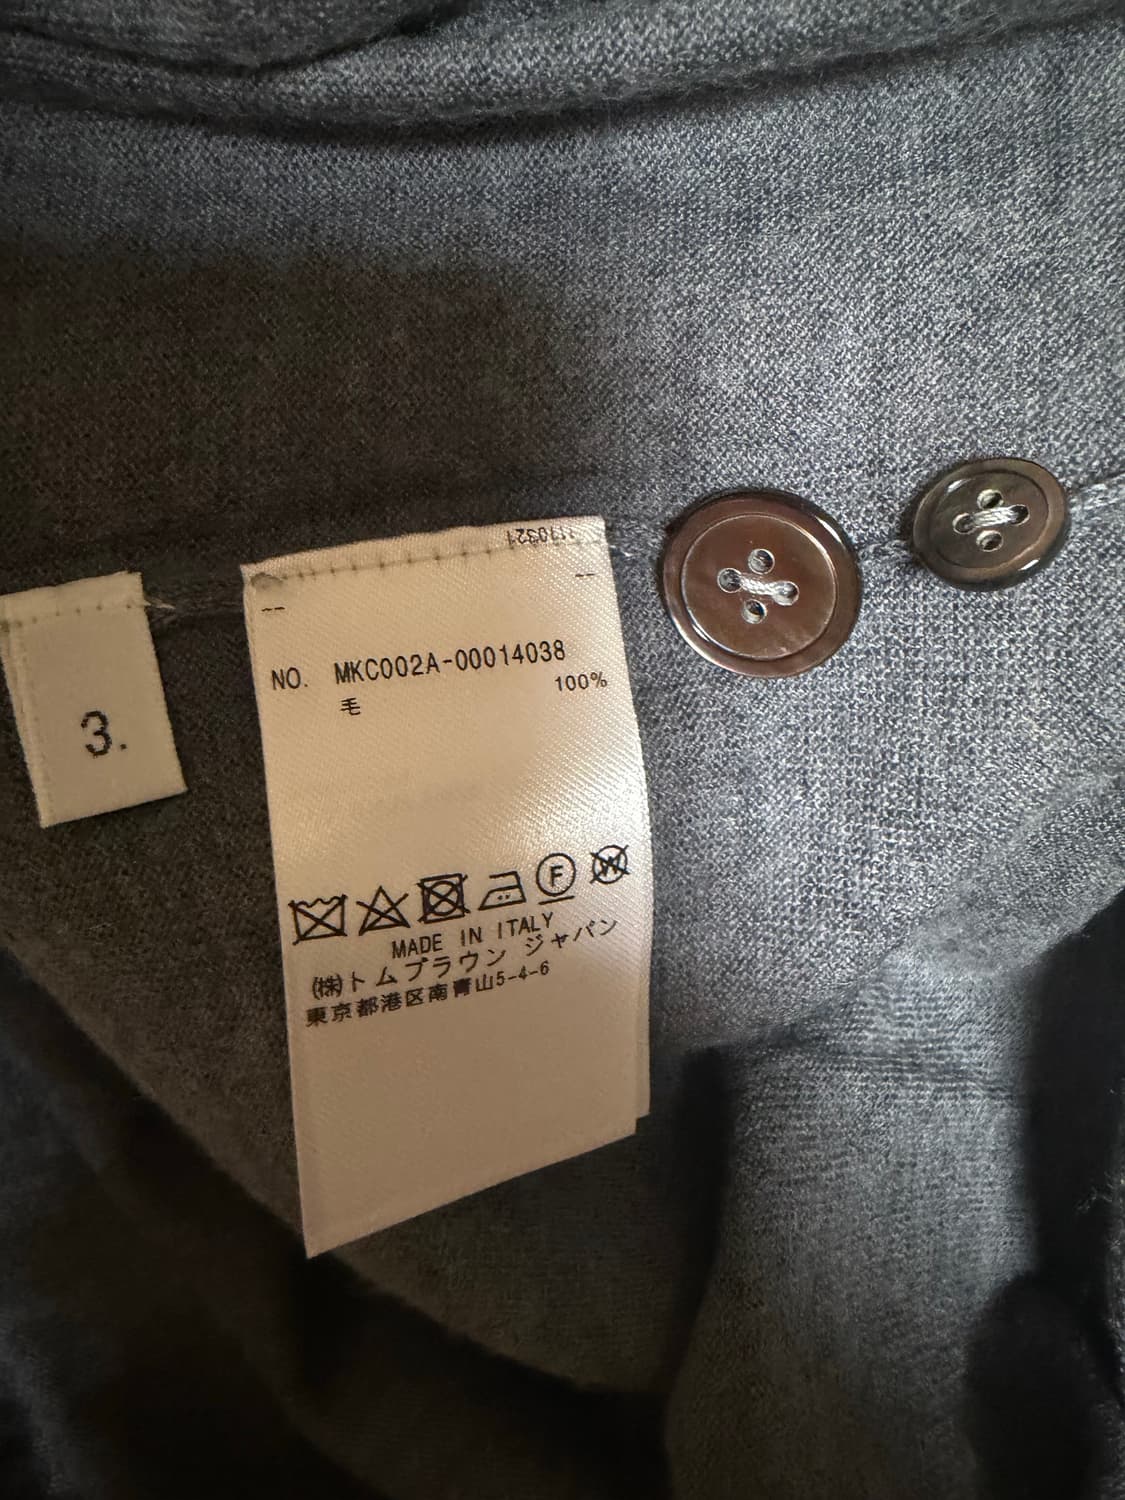 1110321
-- --
NO. MKC002A-00014038
毛 100%
F W
MADE IN ITALY
㈱トムブラウン ジャパン
東京都港区南青山5-4-6
3.